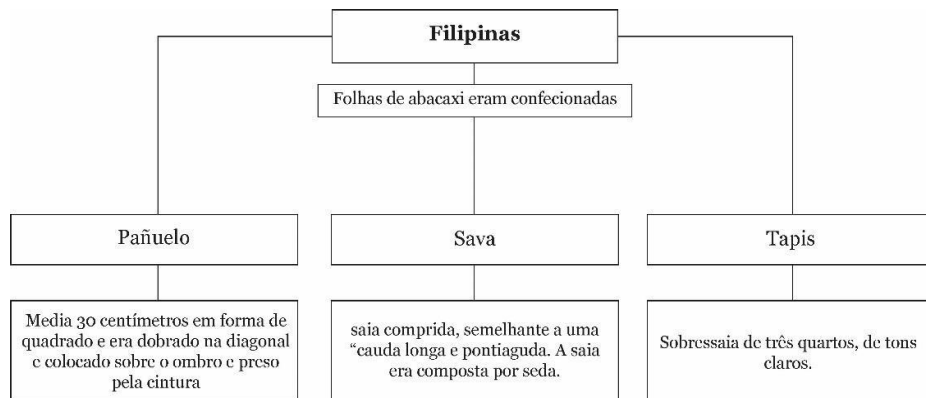 Filipinas
Folhas de abacaxi eram confecionadas
Pañuelo
Sava
Tapis
Media 30 centímetros em forma de
quadrado e era dobrado na diagonal
e colocado sobre o ombro e preso
pela cintura
saia comprida, semelhante a uma
“cauda longa e pontiaguda. A saia
era composta por seda.
Sobressaia de três quartos, de tons
claros.